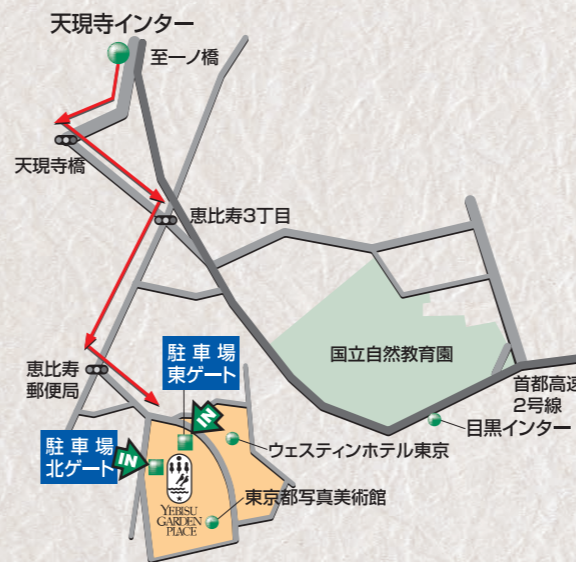 天現寺インター
至一ノ橋
天現寺橋
恵比寿3丁目
駐車場
東ゲート
国立自然教育園
恵比寿
郵便局
首都高速
2号線
目黒インター
IN
ウェスティンホテル東京
駐車場
北ゲート
IN
東京都写真美術館
YEBISU
GARDEN
PLACE